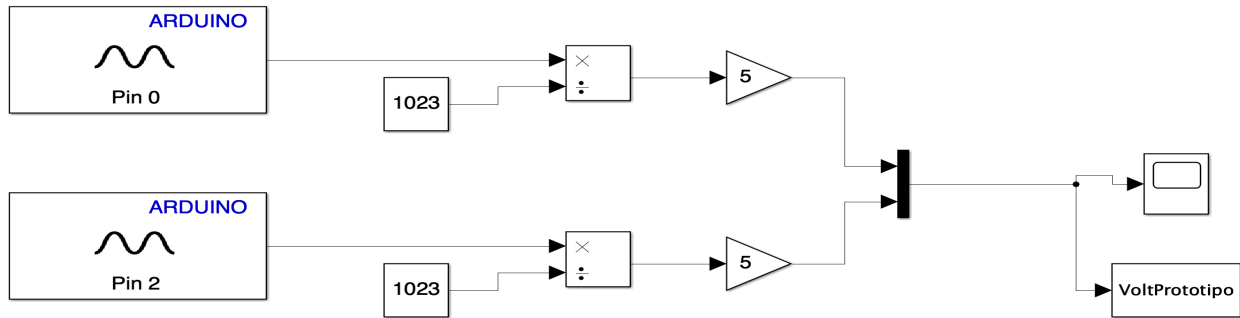 ARDUINO
Pin 0
1023
×
÷
5
ARDUINO
Pin 2
1023
×
÷
5
VoltPrototipo